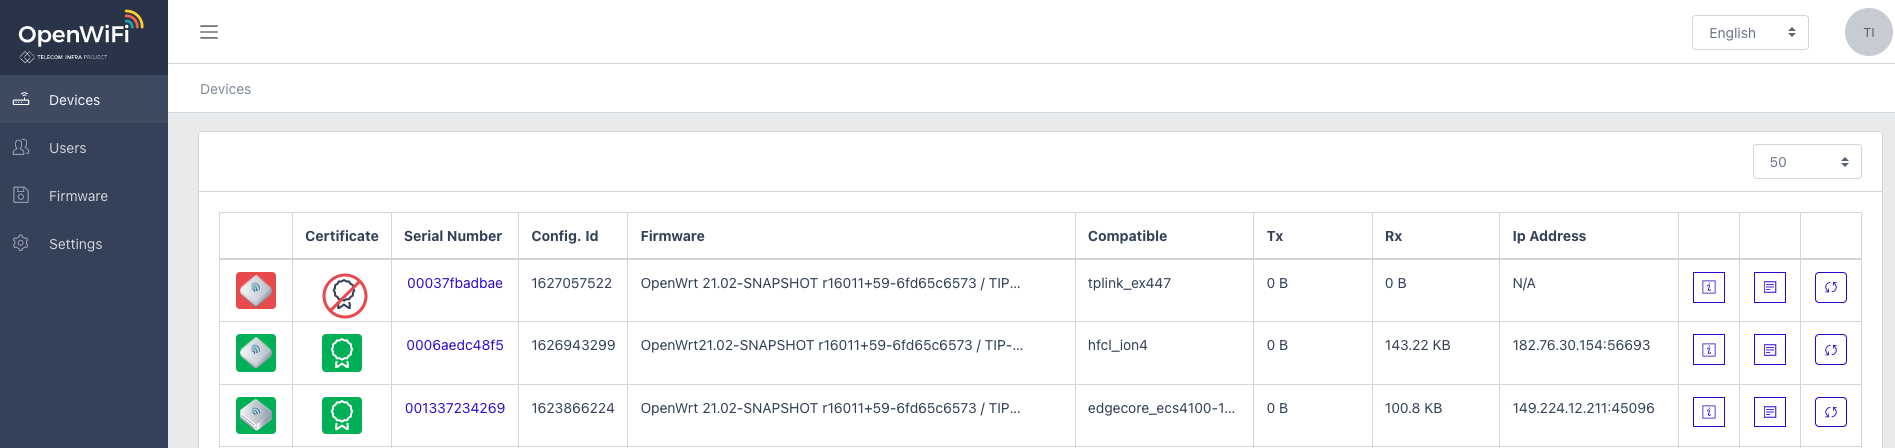 OpenWiFi
TELECOM INFRA PROJECT
English
TI
Devices
Devices
Users
Firmware
Settings
50
Certificate Serial Number Config. Id Firmware Compatible Tx Rx Ip Address
00037fbadbae 1627057522 OpenWrt 21.02-SNAPSHOT r16011+59-6fd65c6573 / TIP... tplink_ex447 0 B 0 B N/A
0006aedc48f5 1626943299 OpenWrt21.02-SNAPSHOT r16011+59-6fd65c6573 / TIP-... hfcl_ion4 0 B 143.22 KB 182.76.30.154:56693
001337234269 1623866224 OpenWrt 21.02-SNAPSHOT r16011+59-6fd65c6573 / TIP... edgecore_ecs4100-1... 0 B 100.8 KB 149.224.12.211:45096